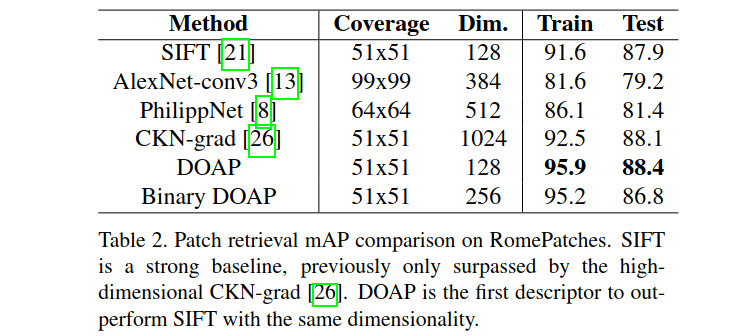 Method Coverage Dim. Train Test
SIFT [21] 51x51 128 91.6 87.9
AlexNet-conv3 [13] 99x99 384 81.6 79.2
PhilippNet [8] 64x64 512 86.1 81.4
CKN-grad [26] 51x51 1024 92.5 88.1
DOAP 51x51 128 95.9 88.4
Binary DOAP 51x51 256 95.2 86.8
Table 2. Patch retrieval mAP comparison on RomePatches. SIFT
is a strong baseline, previously only surpassed by the high-
dimensional CKN-grad [26]. DOAP is the first descriptor to out-
perform SIFT with the same dimensionality.